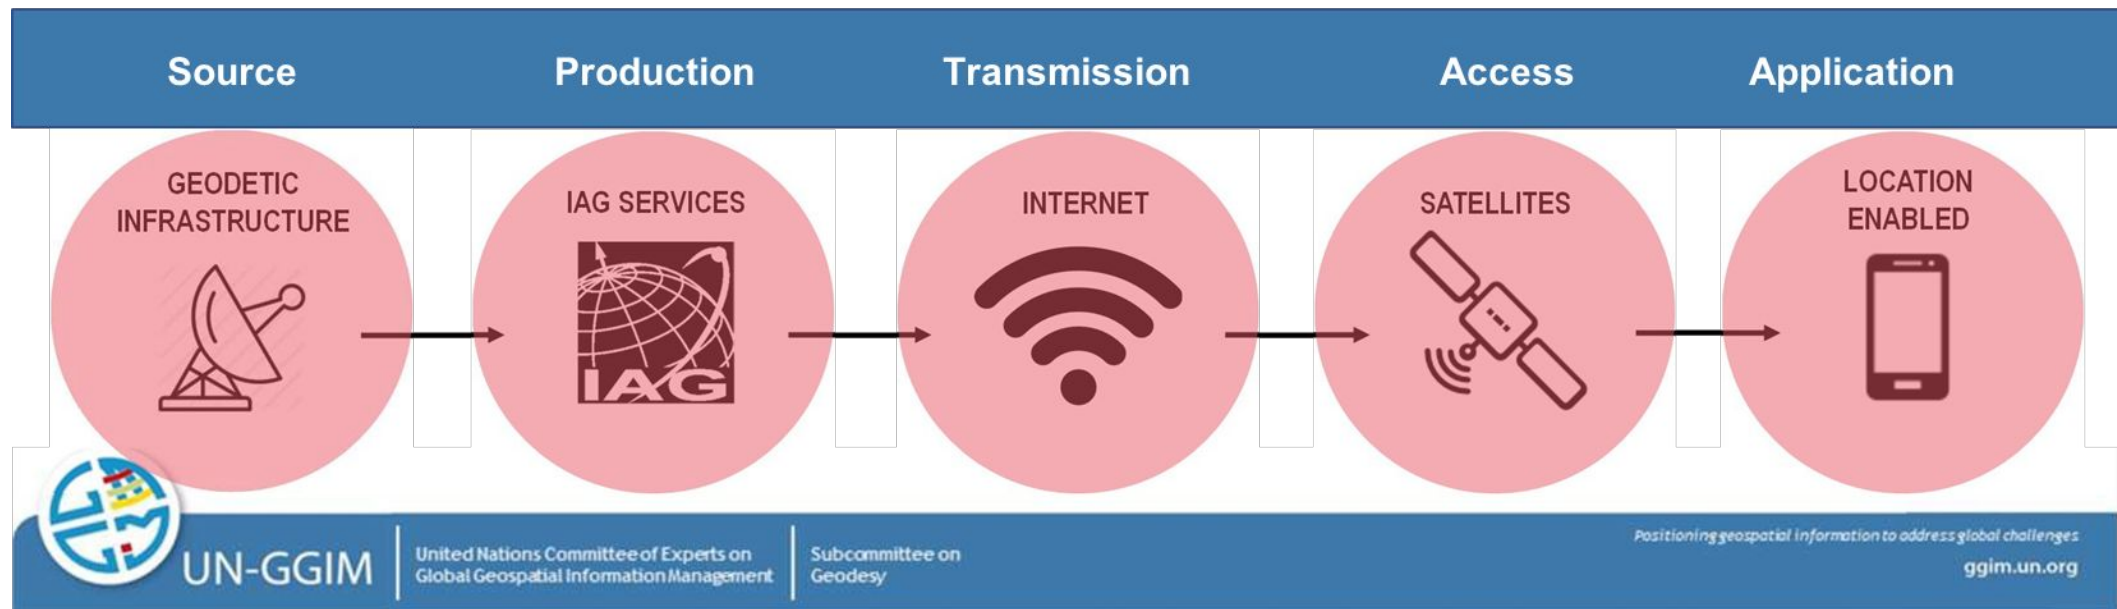 Source
Production
Transmission
Access
Application
GEODETIC
INFRASTRUCTURE
IAG SERVICES
IAG
INTERNET
SATELLITES
LOCATION
ENABLED
UN-GGIM
United Nations Committee of Experts on
Global Geospatial Information Management
Subcommittee on
Geodesy
Positioning geospatial information to address global challenges
ggim.un.org